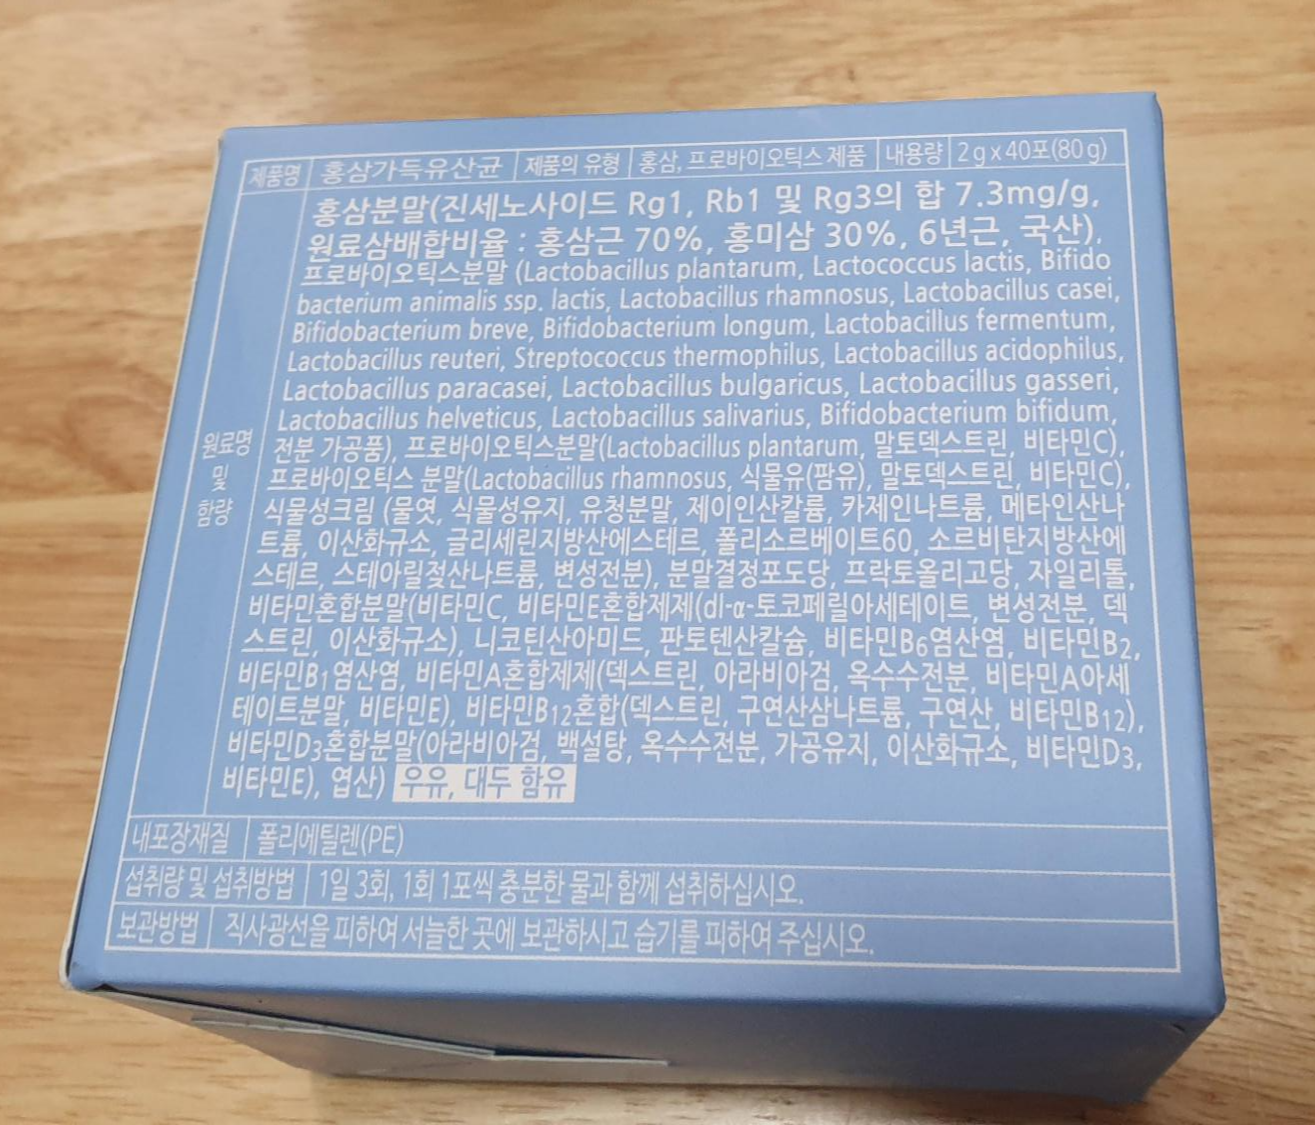 제품명 홍삼가득유산균 제품의 유형 홍삼, 프로바이오틱스 제품 내용량 2g x 40포(80g)
홍삼분말(진세노사이드 Rg1, Rb1 및 Rg3의 합 7.3mg/g,
원료삼배합비율 : 홍삼근 70%, 홍미삼 30%, 6년근, 국산),
프로바이오틱스분말 (Lactobacillus plantarum, Lactococcus lactis, Bifido
bacterium animalis ssp. lactis, Lactobacillus rhamnosus, Lactobacillus casei,
Bifidobacterium breve, Bifidobacterium longum, Lactobacillus fermentum,
Lactobacillus reuteri, Streptococcus thermophilus, Lactobacillus acidophilus,
Lactobacillus paracasei, Lactobacillus bulgaricus, Lactobacillus gasseri,
Lactobacillus helveticus, Lactobacillus salivarius, Bifidobacterium bifidum,
원료명
및
함량
전분 가공품), 프로바이오틱스분말(Lactobacillus plantarum, 말토덱스트린, 비타민C),
프로바이오틱스 분말(Lactobacillus rhamnosus, 식물유(팜유), 말토덱스트린, 비타민C),
식물성크림 (물엿, 식물성유지, 유청분말, 제이인산칼륨, 카제인나트륨, 메타인산나
트륨, 이산화규소, 글리세린지방산에스테르, 폴리소르베이트60, 소르비탄지방산에
스테르, 스테아릴젖산나트륨, 변성전분), 분말결정포도당, 프락토올리고당, 자일리톨,
비타민혼합분말(비타민C, 비타민E혼합제제(dl-α-토코페릴아세테이트, 변성전분, 덱
스트린, 이산화규소), 니코틴산아미드, 판토텐산칼슘, 비타민B6염산염, 비타민B2,
비타민B1염산염, 비타민A혼합제제(덱스트린, 아라비아검, 옥수수전분, 비타민A아세
테이트분말, 비타민E), 비타민B12혼합(덱스트린, 구연산삼나트륨, 구연산, 비타민B12),
비타민D3혼합분말(아라비아검, 백설탕, 옥수수전분, 가공유지, 이산화규소, 비타민D3,
비타민E), 엽산) 우유, 대두 함유
내포장재질 폴리에틸렌(PE)
섭취량 및 섭취방법 1일 3회, 1회 1포씩 충분한 물과 함께 섭취하십시오.
보관방법 직사광선을 피하여 서늘한 곳에 보관하시고 습기를 피하여 주십시오.